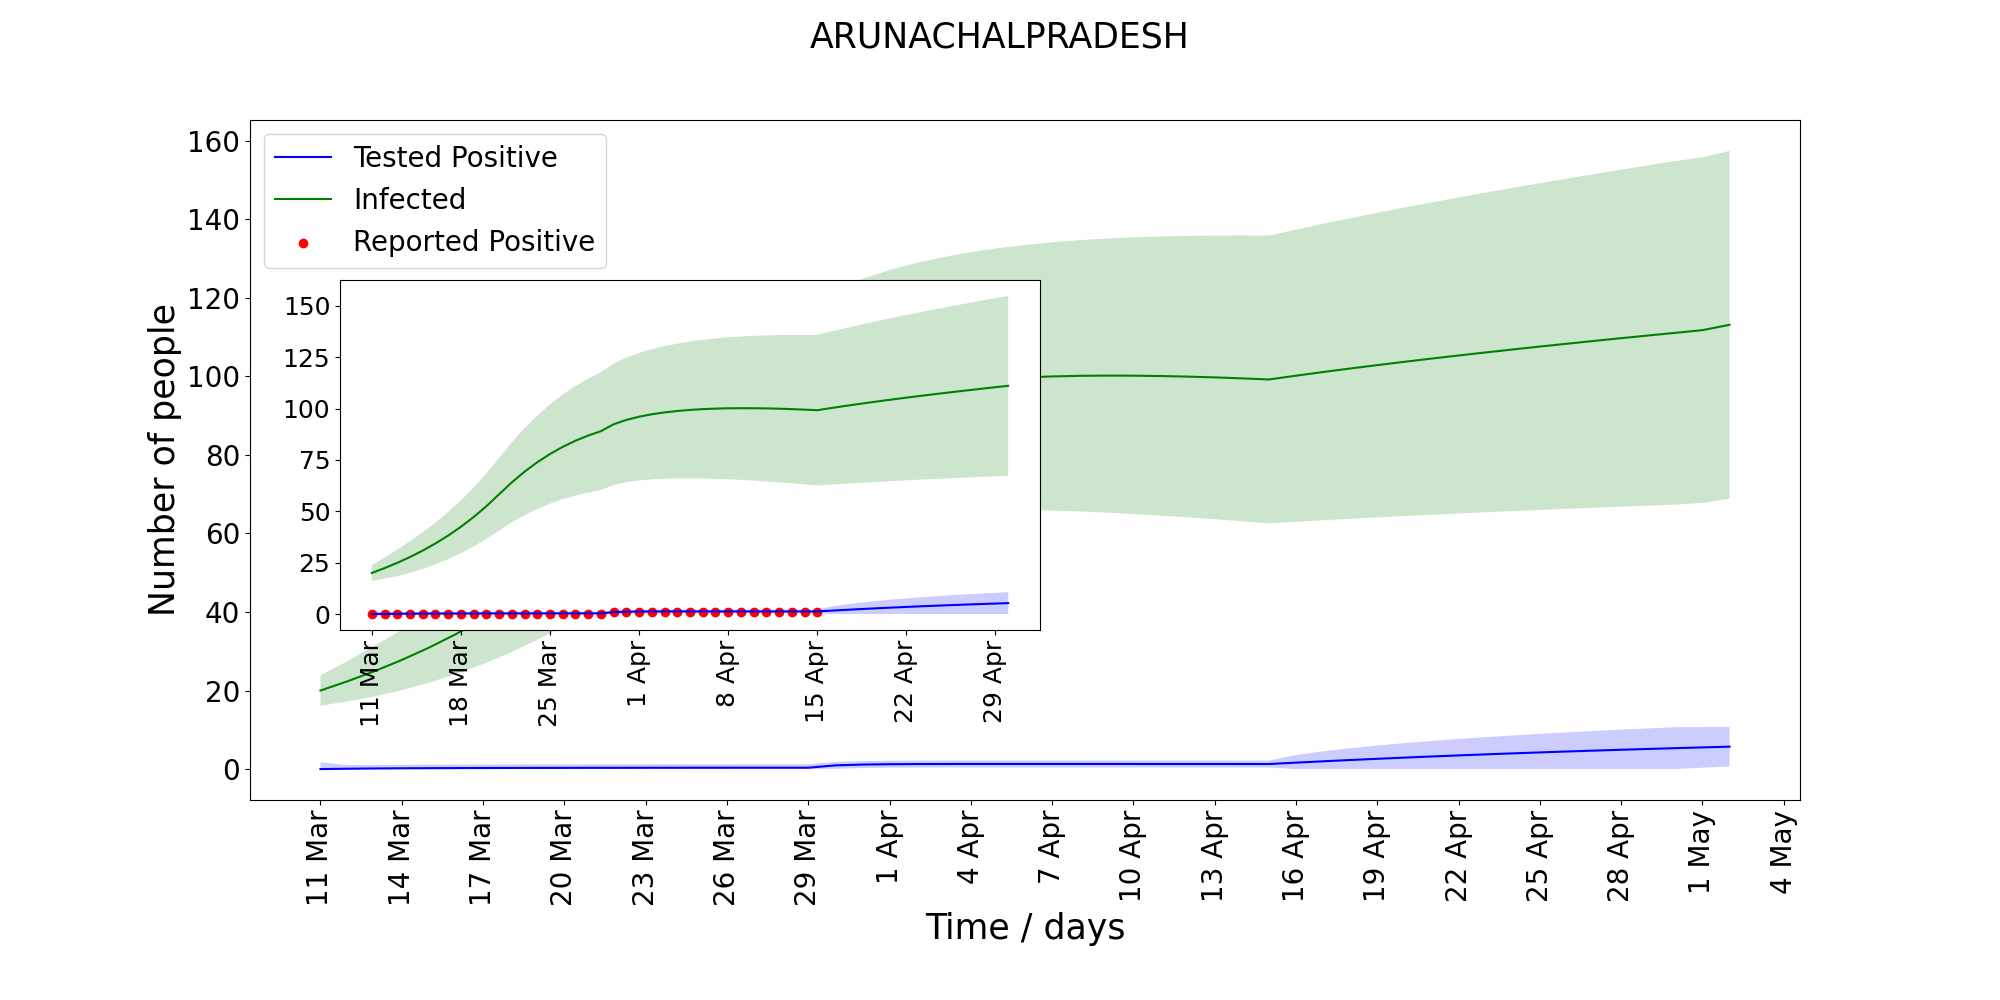 ARUNACHALPRADESH
Tested Positive
Infected
Reported Positive
Number of people
160
140
120
100
80
60
40
20
0
150
125
100
75
50
25
0
11 Mar
18 Mar
25 Mar
1 Apr
8 Apr
15 Apr
22 Apr
29 Apr
11 Mar
14 Mar
17 Mar
20 Mar
23 Mar
26 Mar
29 Mar
1 Apr
4 Apr
7 Apr
10 Apr
13 Apr
16 Apr
19 Apr
22 Apr
25 Apr
28 Apr
1 May
4 May
Time / days